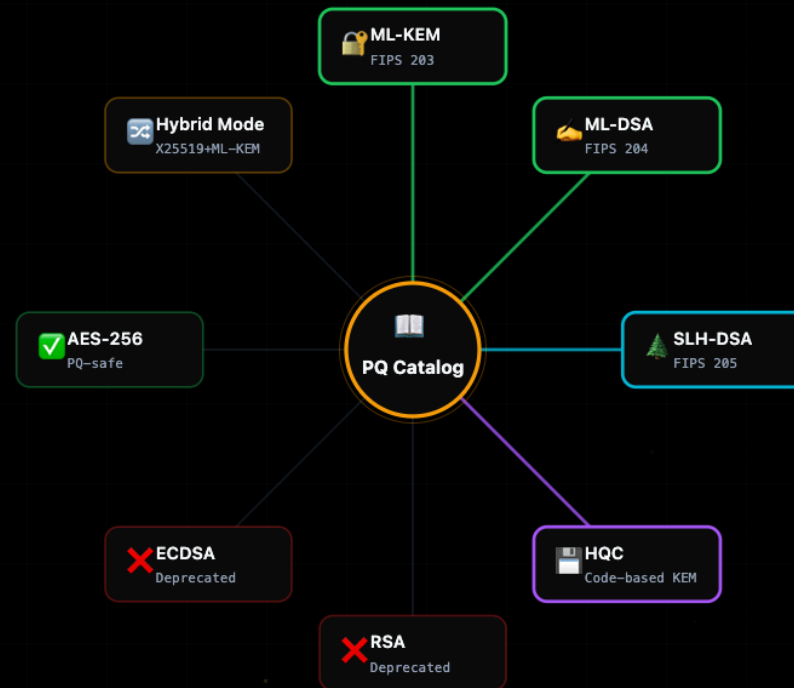 ML-KEM
FIPS 203
Hybrid Mode
X25519+ML-KEM
ML-DSA
FIPS 204
AES-256
PQ-safe
PQ Catalog
SLH-DSA
FIPS 205
ECDSA
Deprecated
HQC
Code-based KEM
RSA
Deprecated